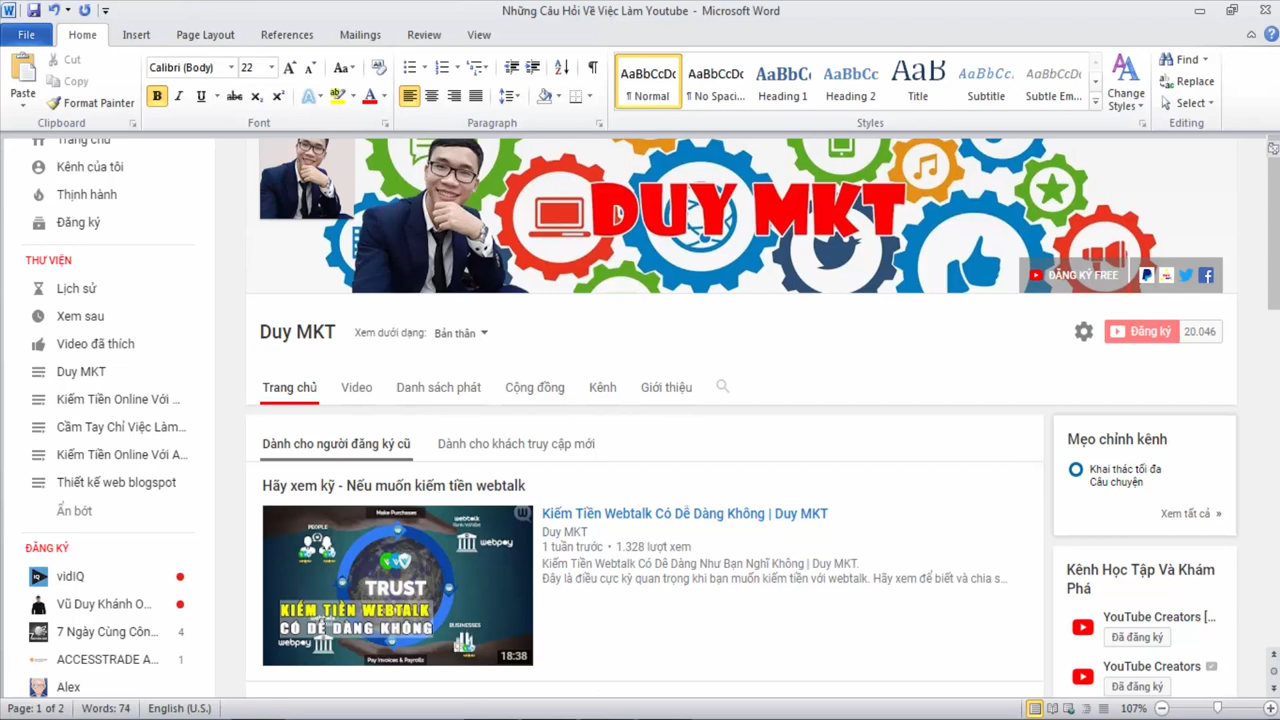 Những Câu Hỏi Về Việc Làm Youtube - Microsoft Word
File Home Insert Page Layout References Mailings Review View
Paste
Cut
Copy
Format Painter
Clipboard
Calibri (Body) 22
Font
Paragraph
AaBbCcDc AaBbCcDc AaBbC AaBbCc AaB AaBbCcL AaBbCcDc
¶ Normal ¶ No Spaci... Heading 1 Heading 2 Title Subtitle Subtle Em...
Change Styles
Styles
Find
Replace
Select
Editing
Trang chủ
Kênh của tôi
Thịnh hành
Đăng ký
THƯ VIỆN
Lịch sử
Xem sau
Video đã thích
Duy MKT
Kiếm Tiền Online Với ...
Cầm Tay Chỉ Việc Làm...
Kiếm Tiền Online Với A...
Thiết kế web blogspot
Ẩn bớt
ĐĂNG KÝ
vidIQ
Vũ Duy Khánh O...
7 Ngày Cùng Côn... 4
ACCESSTRADE A... 1
Alex
DUY MKT
ĐĂNG KÝ FREE
Duy MKT Xem dưới dạng: Bản thân
Đăng ký 20.046
Trang chủ Video Danh sách phát Cộng đồng Kênh Giới thiệu
Dành cho người đăng ký cũ Dành cho khách truy cập mới
Hãy xem kỹ - Nếu muốn kiếm tiền webtalk
Make Purchases
PEOPLE
webtalk
webpay
TRUST
KIẾM TIỀN WEBTALK
CÓ DỄ DÀNG KHÔNG
webpay
BUSINESSES
Pay Invoices & Payrolls
18:38
Kiếm Tiền Webtalk Có Dễ Dàng Không | Duy MKT
Duy MKT
1 tuần trước • 1.328 lượt xem
Kiếm Tiền Webtalk Có Dễ Dàng Như Bạn Nghĩ Không | Duy MKT.
Đây là điều cực kỳ quan trọng khi bạn muốn kiếm tiền với webtalk. Hãy xem để biết và chia s...
Mẹo chỉnh kênh
Khai thác tối đa
Câu chuyện
Xem tất cả »
Kênh Học Tập Và Khám
Phá
YouTube Creators [...
Đã đăng ký
YouTube Creators
Đã đăng ký
Page: 1 of 2 Words: 74 English (U.S.) 107%